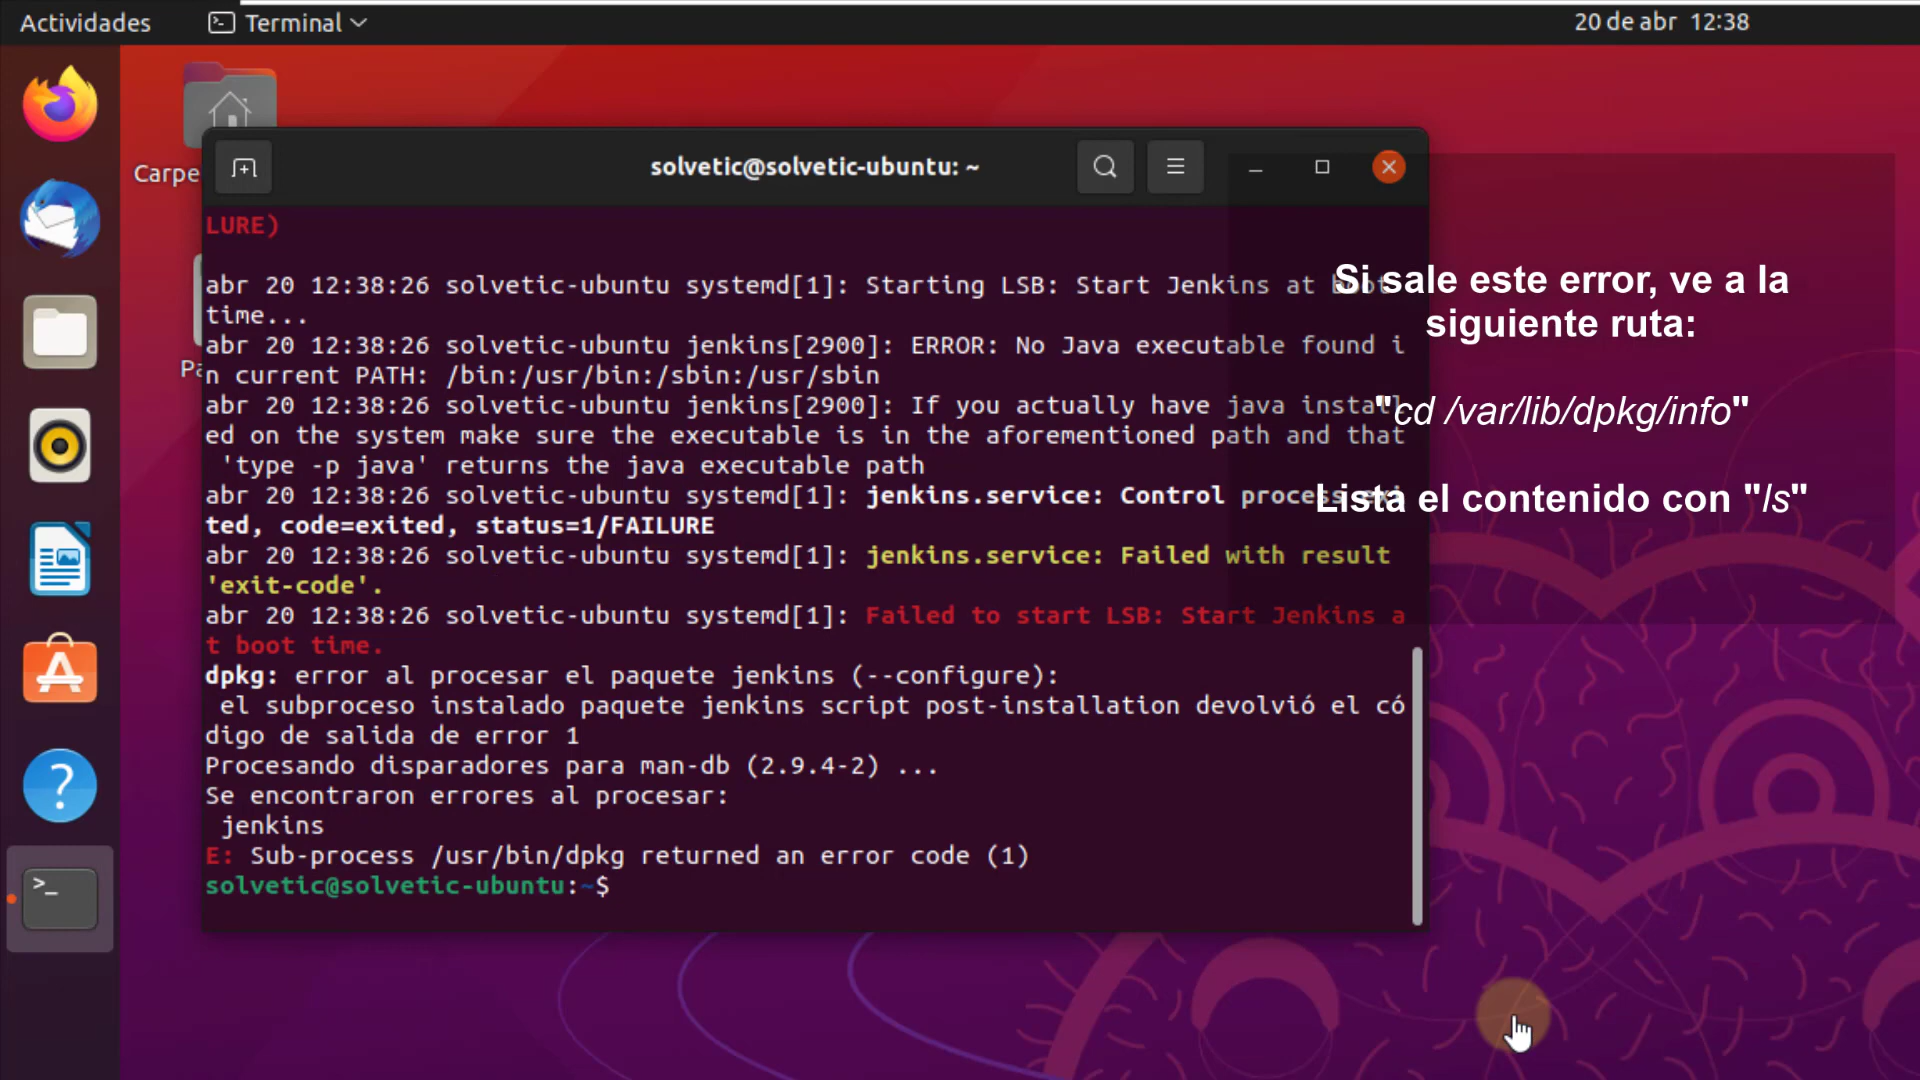 Actividades
Terminal
20 de abr 12:38
Carpe
solvetic@solvetic-ubuntu: ~
LURE)
abr 20 12:38:26 solvetic-ubuntu systemd[1]: Starting LSB: Start Jenkins at boot
time...
abr 20 12:38:26 solvetic-ubuntu jenkins[2900]: ERROR: No Java executable found i
n current PATH: /bin:/usr/bin:/sbin:/usr/sbin
abr 20 12:38:26 solvetic-ubuntu jenkins[2900]: If you actually have java install
ed on the system make sure the executable is in the aforementioned path and that
'type -p java' returns the java executable path
abr 20 12:38:26 solvetic-ubuntu systemd[1]: jenkins.service: Control process exi
ted, code=exited, status=1/FAILURE
abr 20 12:38:26 solvetic-ubuntu systemd[1]: jenkins.service: Failed with result
'exit-code'.
abr 20 12:38:26 solvetic-ubuntu systemd[1]: Failed to start LSB: Start Jenkins a
t boot time.
dpkg: error al procesar el paquete jenkins (--configure):
el subproceso instalado paquete jenkins script post-installation devolvió el có
digo de salida de error 1
Procesando disparadores para man-db (2.9.4-2) ...
Se encontraron errores al procesar:
jenkins
E: Sub-process /usr/bin/dpkg returned an error code (1)
solvetic@solvetic-ubuntu:~$
Si sale este error, ve a la
siguiente ruta:
"cd /var/lib/dpkg/info"
Lista el contenido con "ls"